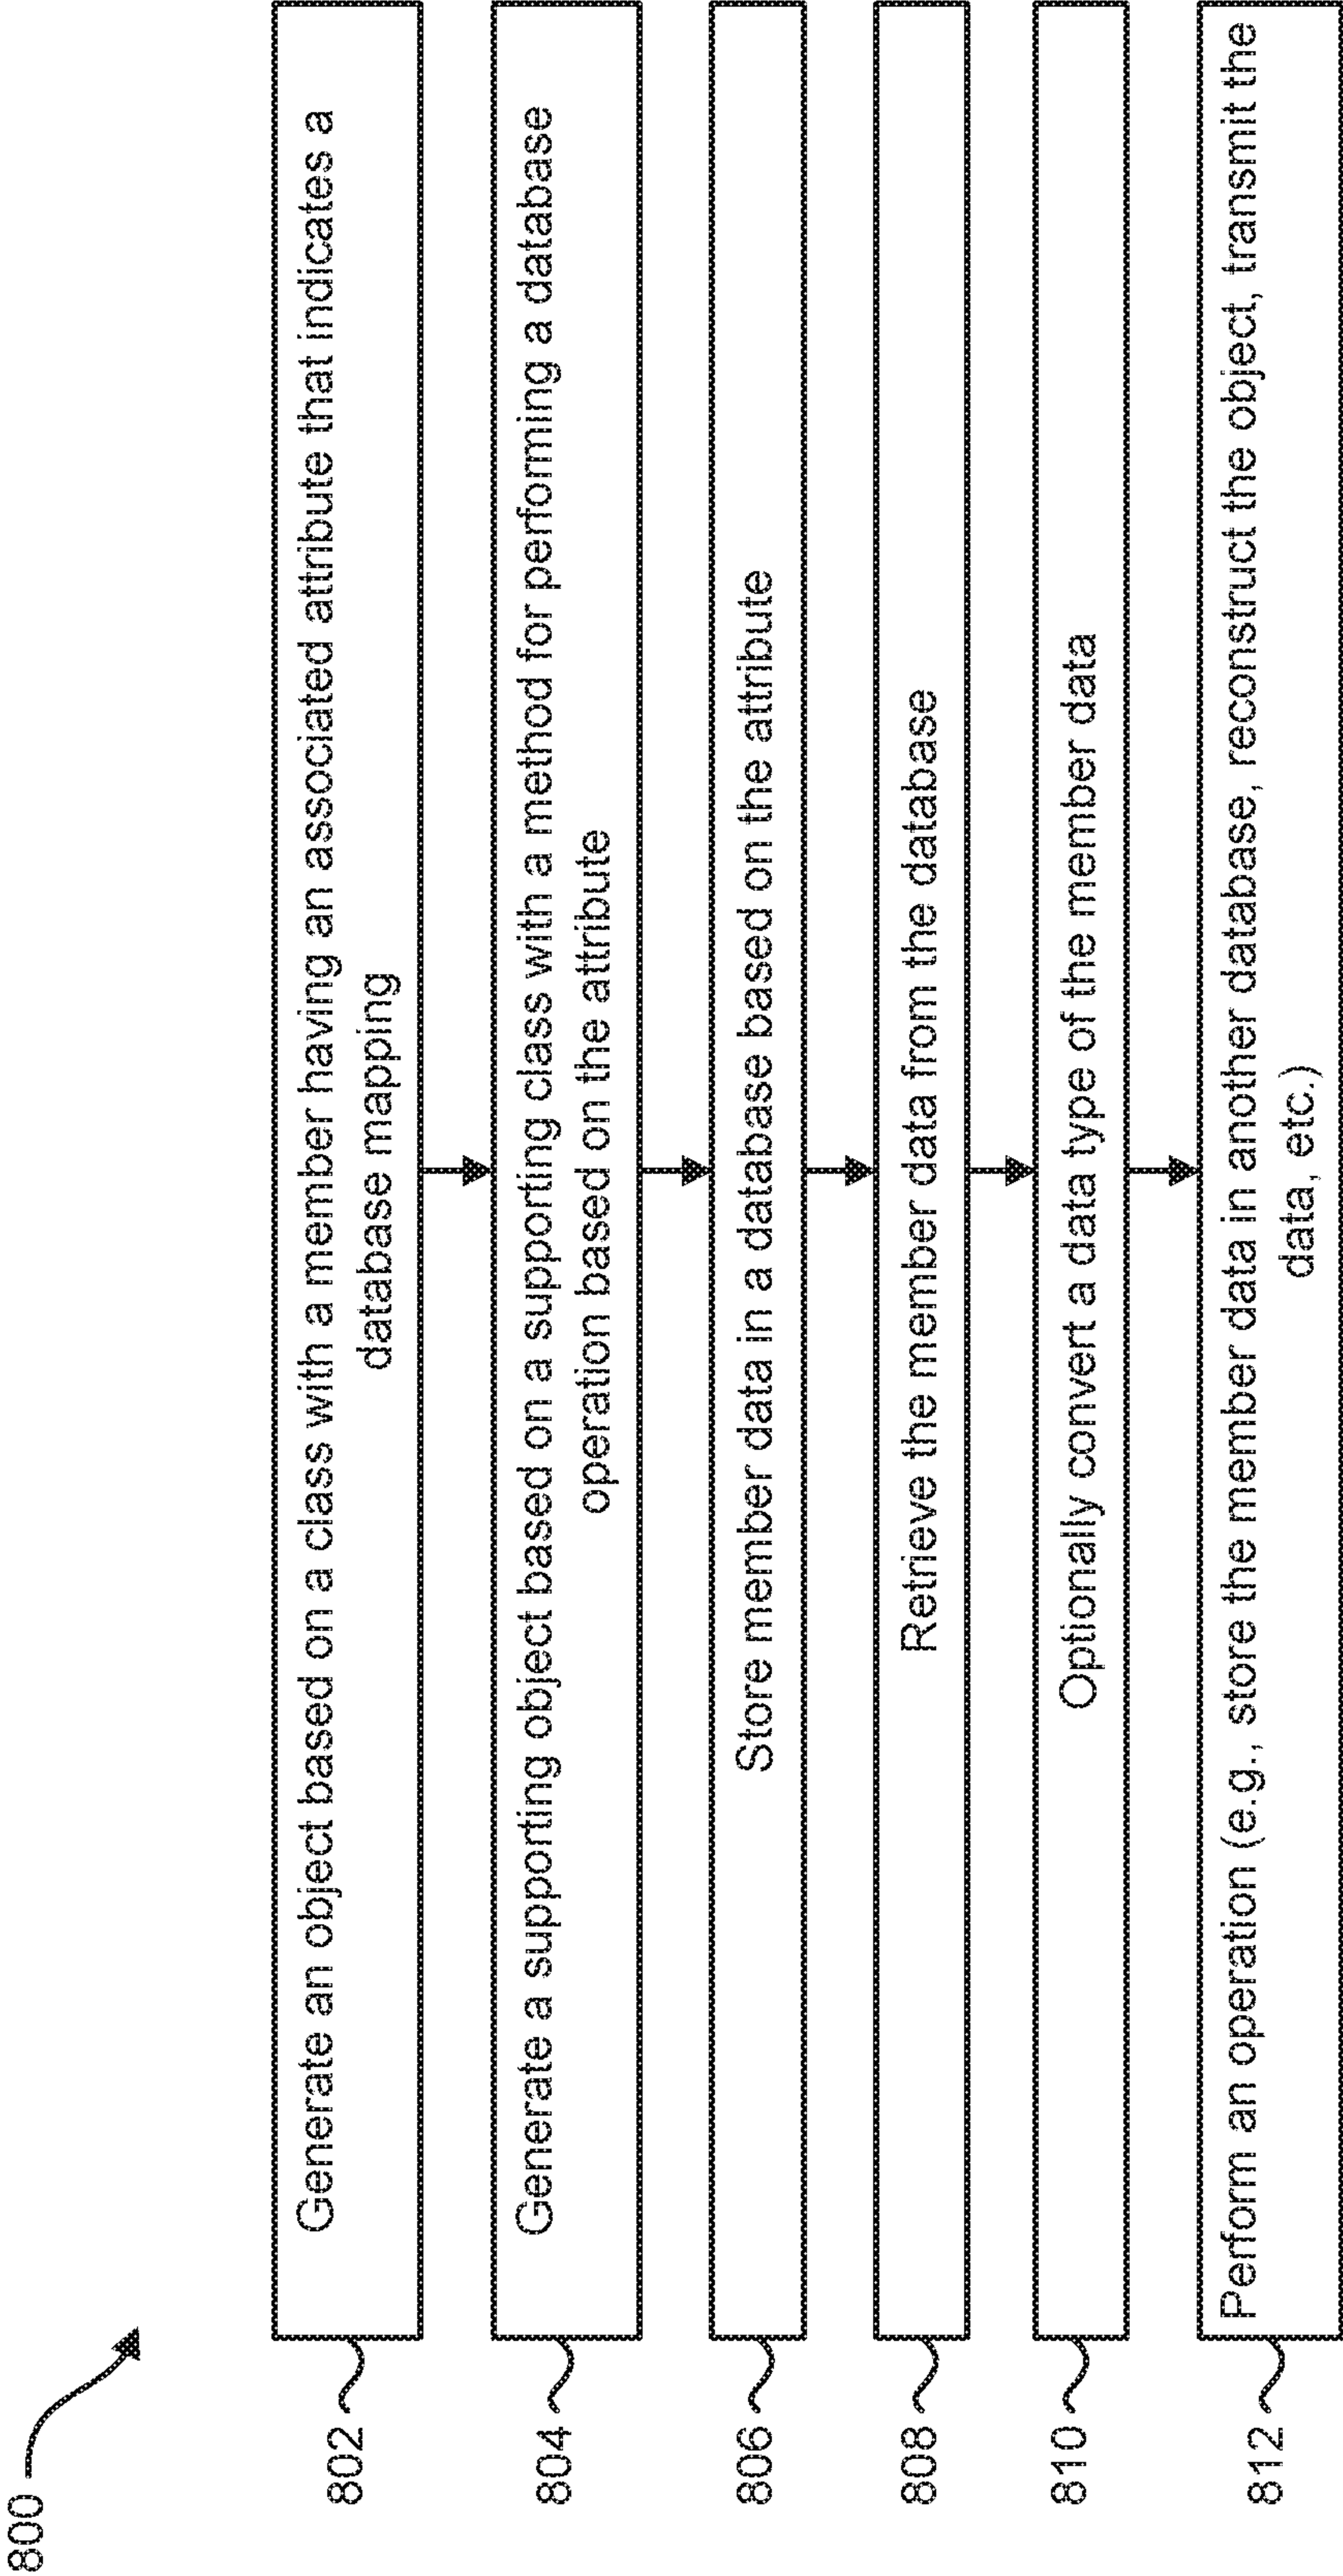 800
802
Generate an object based on a class with a member having an associated attribute that indicates a
database mapping
804
Generate a supporting object based on a supporting class with a method for performing a database
operation based on the attribute
806
Store member data in a database based on the attribute
808
Retrieve the member data from the database
810
Optionally convert a data type of the member data
812
Perform an operation (e.g., store the member data in another database, reconstruct the object, transmit the
data, etc.)